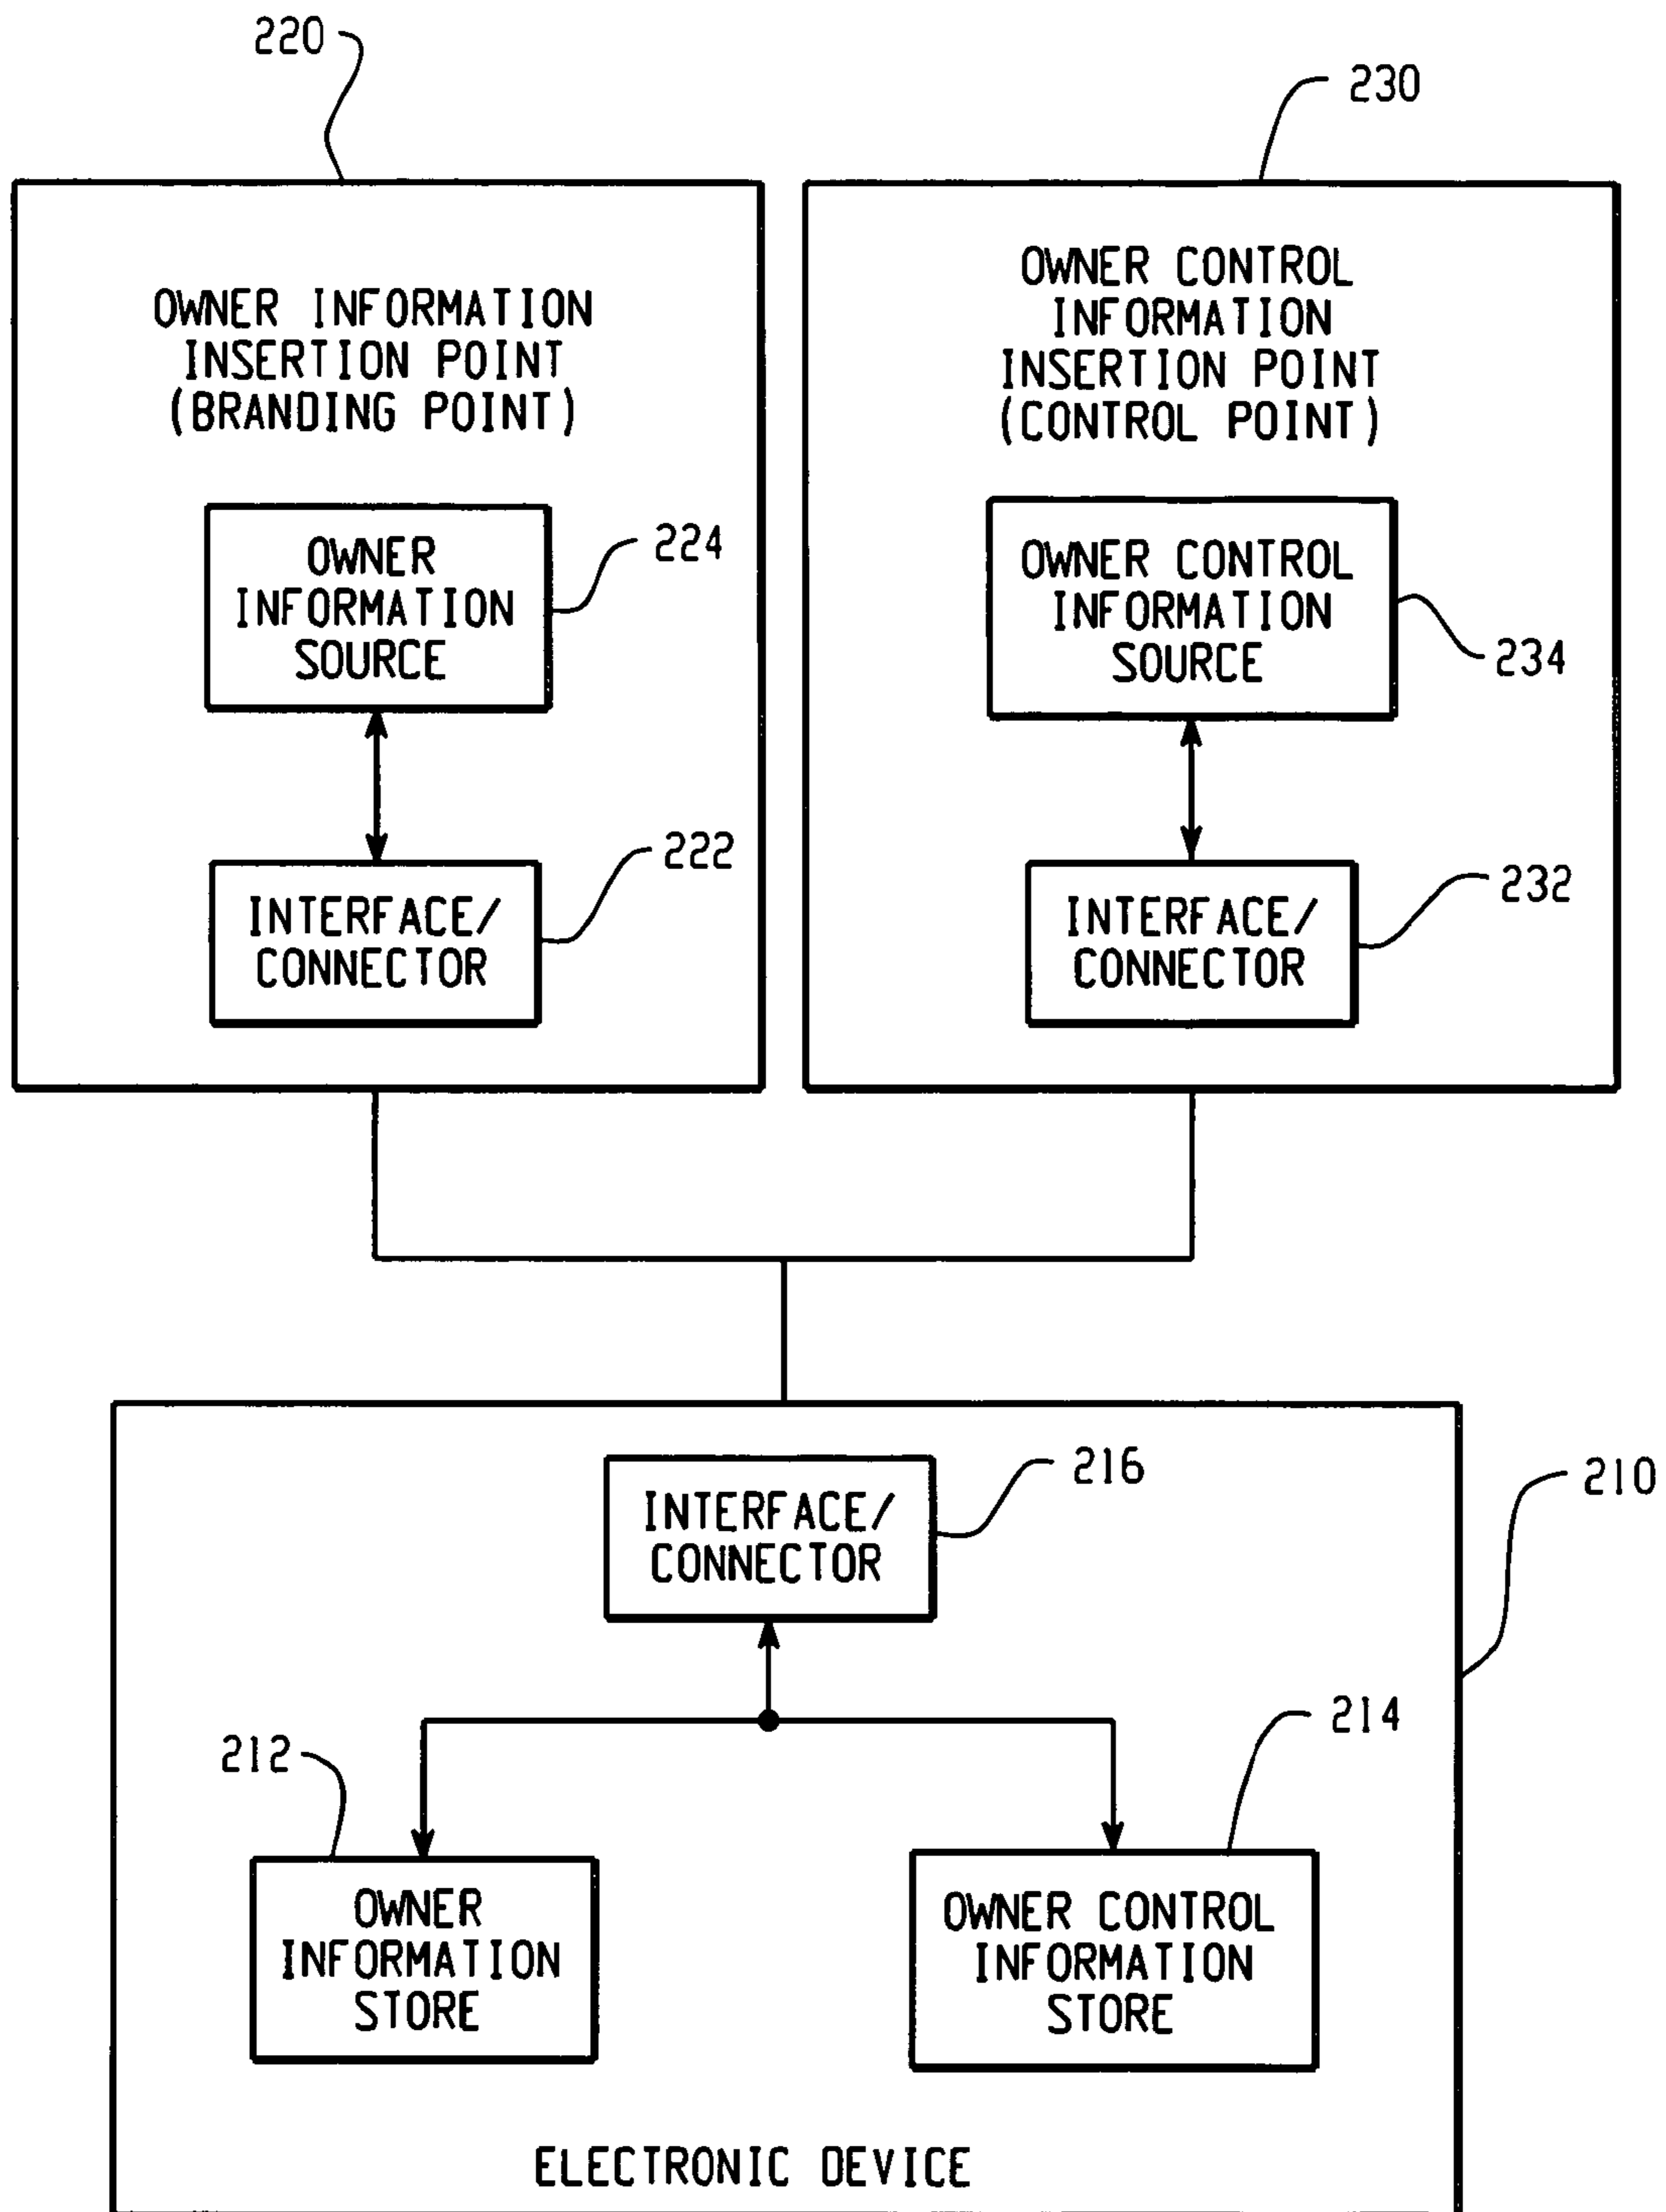 220
230
OWNER INFORMATION
INSERTION POINT
(BRANDING POINT)
OWNER CONTROL
INFORMATION
INSERTION POINT
(CONTROL POINT)
OWNER
INFORMATION
SOURCE
224
OWNER CONTROL
INFORMATION
SOURCE
234
INTERFACE/
CONNECTOR
222
INTERFACE/
CONNECTOR
232
INTERFACE/
CONNECTOR
216
210
212
214
OWNER
INFORMATION
STORE
OWNER CONTROL
INFORMATION
STORE
ELECTRONIC DEVICE